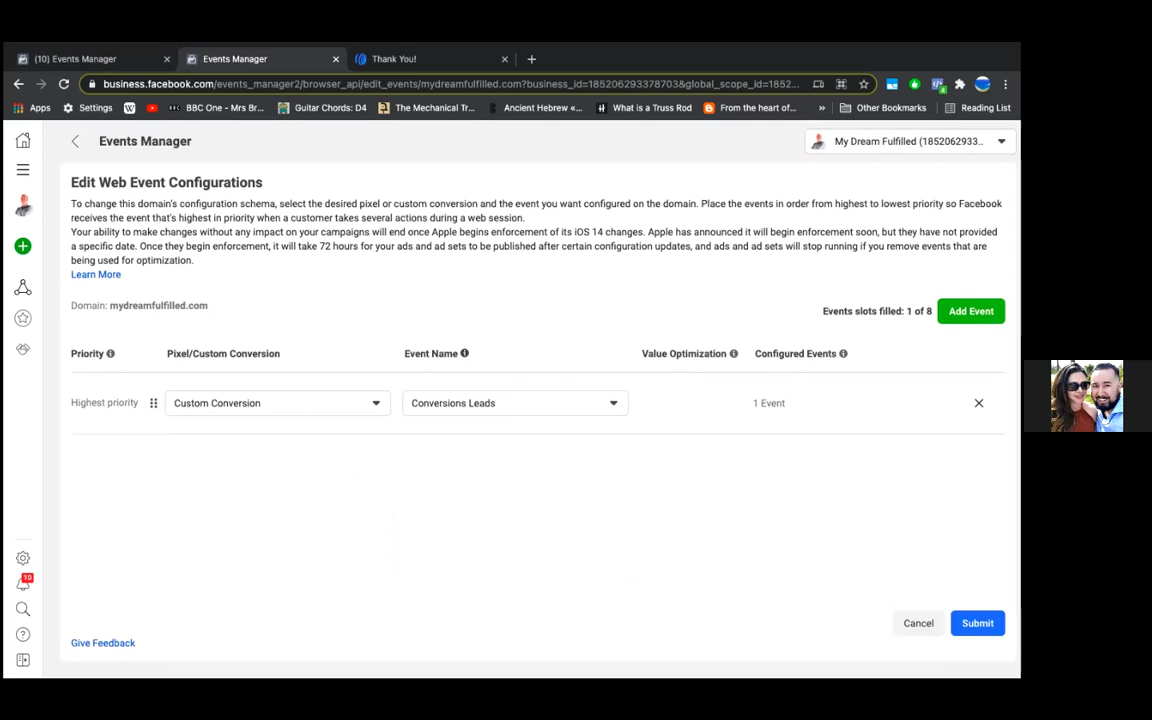 (10) Events Manager
Events Manager
Thank You!
business.facebook.com/events_manager2/browser_api/edit_events/mydreamfulfilled.com?business_id=185206293378703&global_scope_id=1852...
Apps
Settings
W
BBC One - Mrs Br...
Guitar Chords: D4
The Mechanical Tr...
Ancient Hebrew «...
What is a Truss Rod
From the heart of...
»
Other Bookmarks
Reading List
Events Manager
My Dream Fulfilled (1852062933...
Edit Web Event Configurations
To change this domain's configuration schema, select the desired pixel or custom conversion and the event you want configured on the domain. Place the events in order from highest to lowest priority so Facebook
receives the event that's highest in priority when a customer takes several actions during a web session.
Your ability to make changes without any impact on your campaigns will end once Apple begins enforcement of its iOS 14 changes. Apple has announced it will begin enforcement soon, but they have not provided
a specific date. Once they begin enforcement, it will take 72 hours for your ads and ad sets to be published after certain configuration updates, and ads and ad sets will stop running if you remove events that are
being used for optimization.
Learn More
Domain: mydreamfulfilled.com
Events slots filled: 1 of 8
Add Event
Priority
Pixel/Custom Conversion
Event Name
Value Optimization
Configured Events
Highest priority
Custom Conversion
Conversions Leads
1 Event
10
Cancel
Submit
Give Feedback